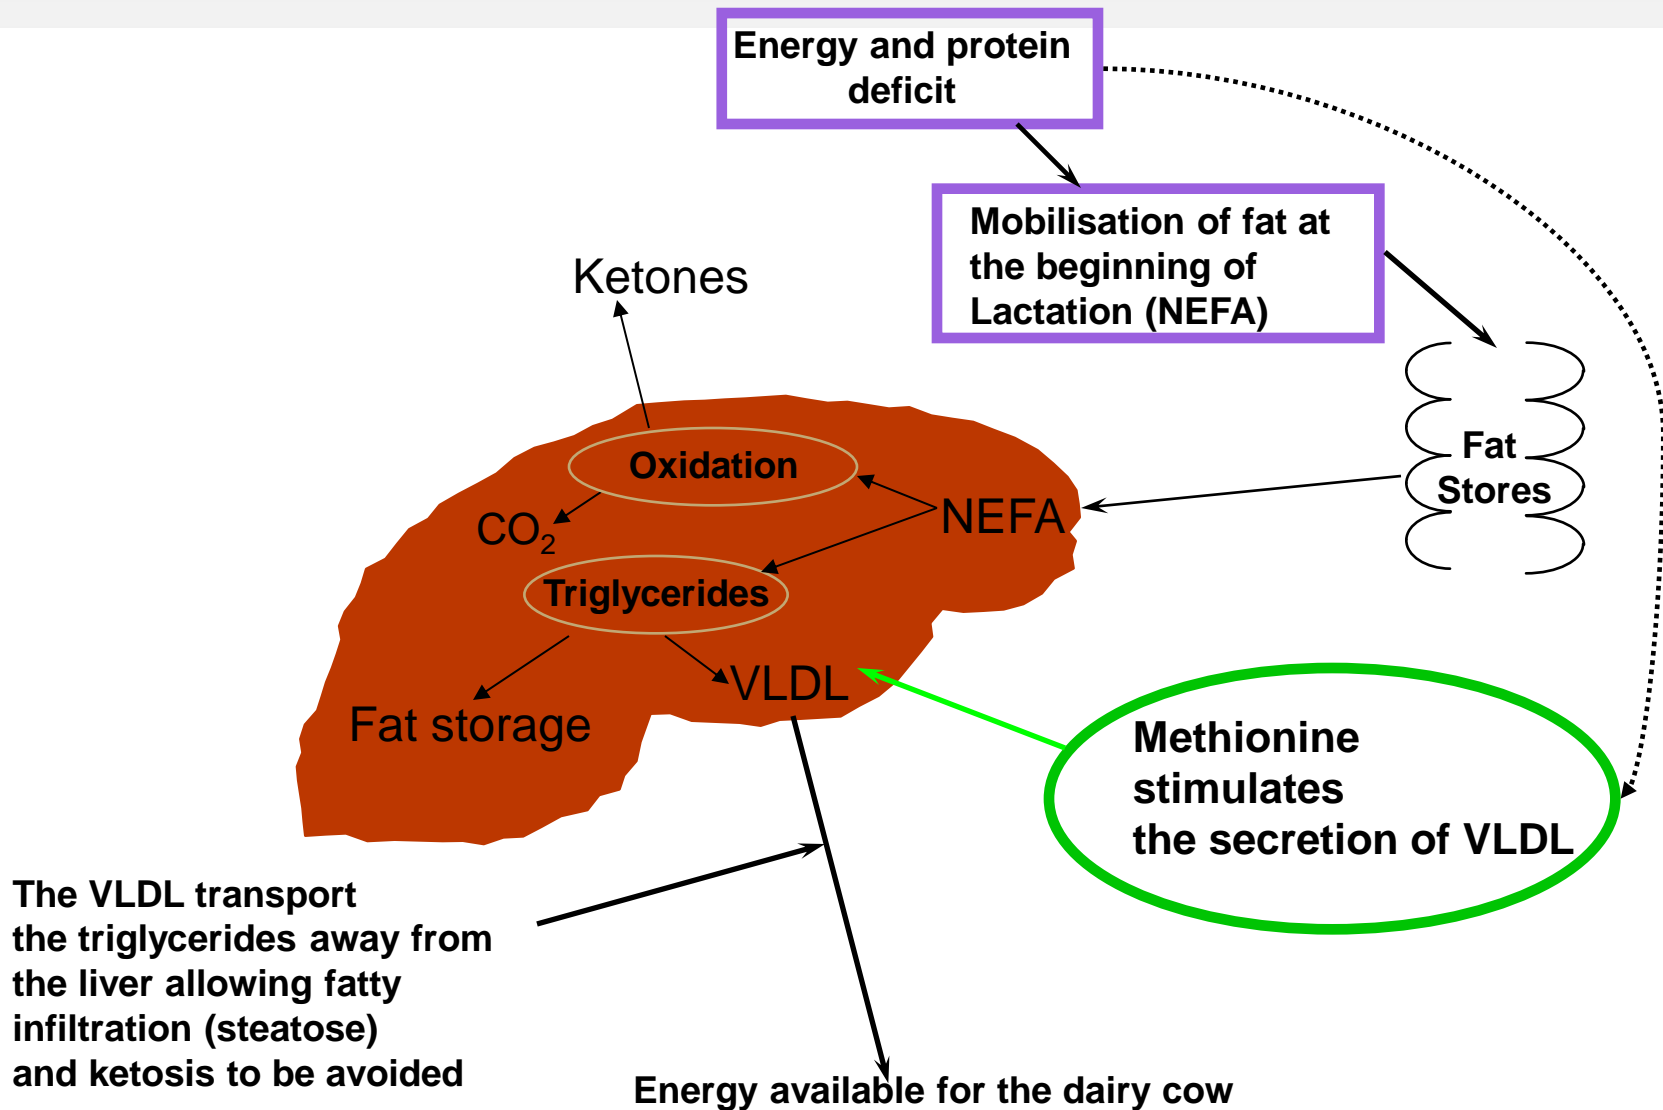 Energy and protein
deficit
Mobilisation of fat at
the beginning of
Lactation (NEFA)
Ketones
Fat
Stores
Oxidation
NEFA
CO₂
Triglycerides
VLDL
Fat storage
Methionine
stimulates
the secretion of VLDL
The VLDL transport
the triglycerides away from
the liver allowing fatty
infiltration (steatose)
and ketosis to be avoided
Energy available for the dairy cow